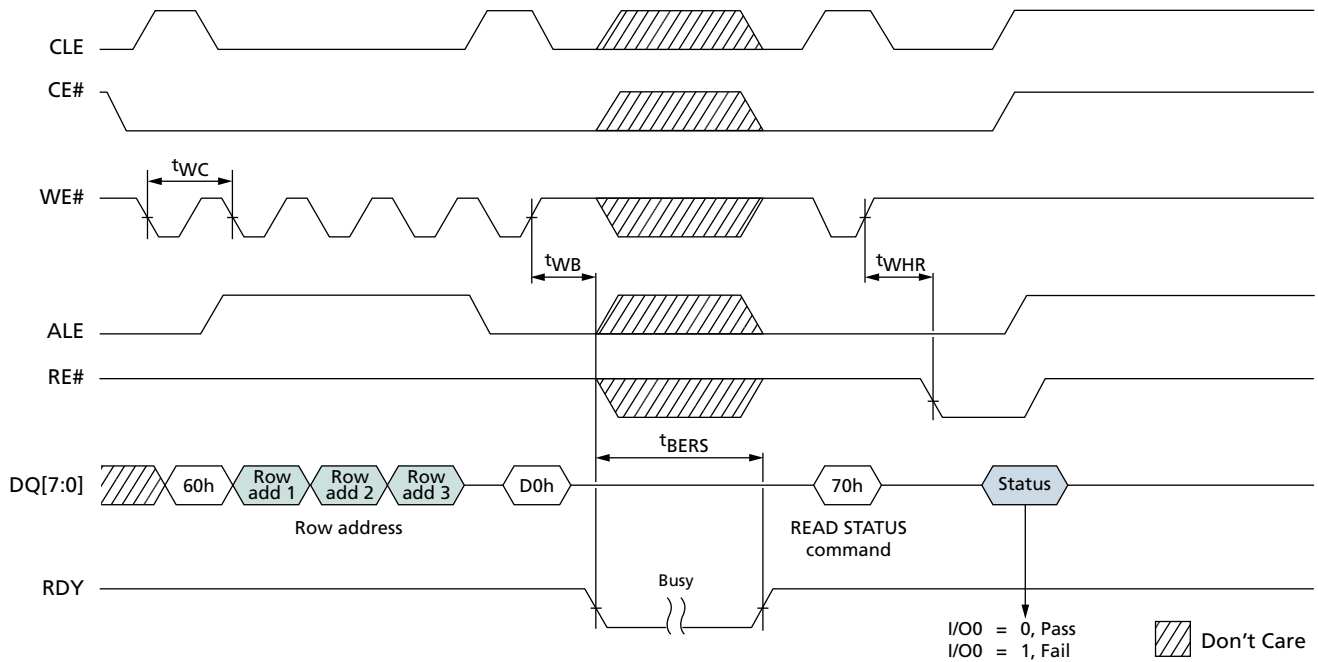 CLE
CE#
tWC
WE#
tWB
tWHR
ALE
RE#
tBERS
DQ[7:0]
60h
Row add 1
Row add 2
Row add 3
D0h
70h
Status
Row address
READ STATUS
command
RDY
Busy
I/O0 = 0, Pass
I/O0 = 1, Fail
Don't Care